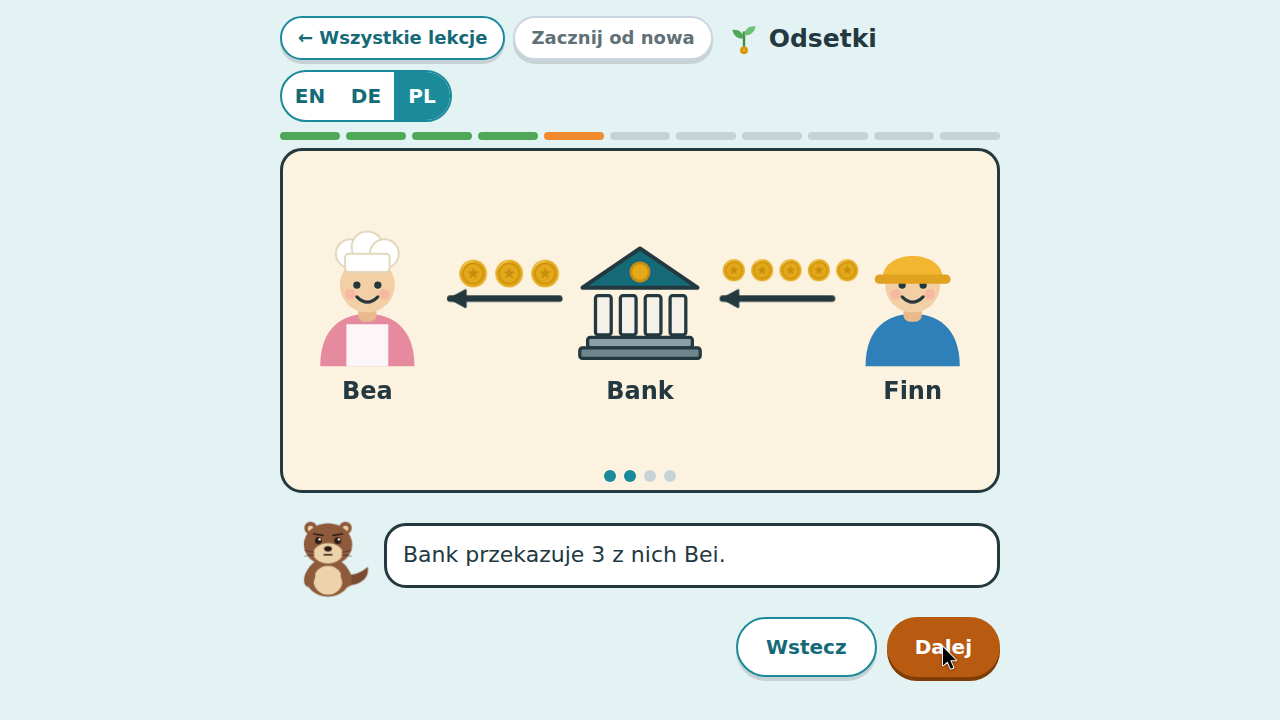 ← Wszystkie lekcje
Zacznij od nowa
Odsetki
EN DE PL
Bea
Bank
Finn
Bank przekazuje 3 z nich Bei.
Wstecz
Dalej